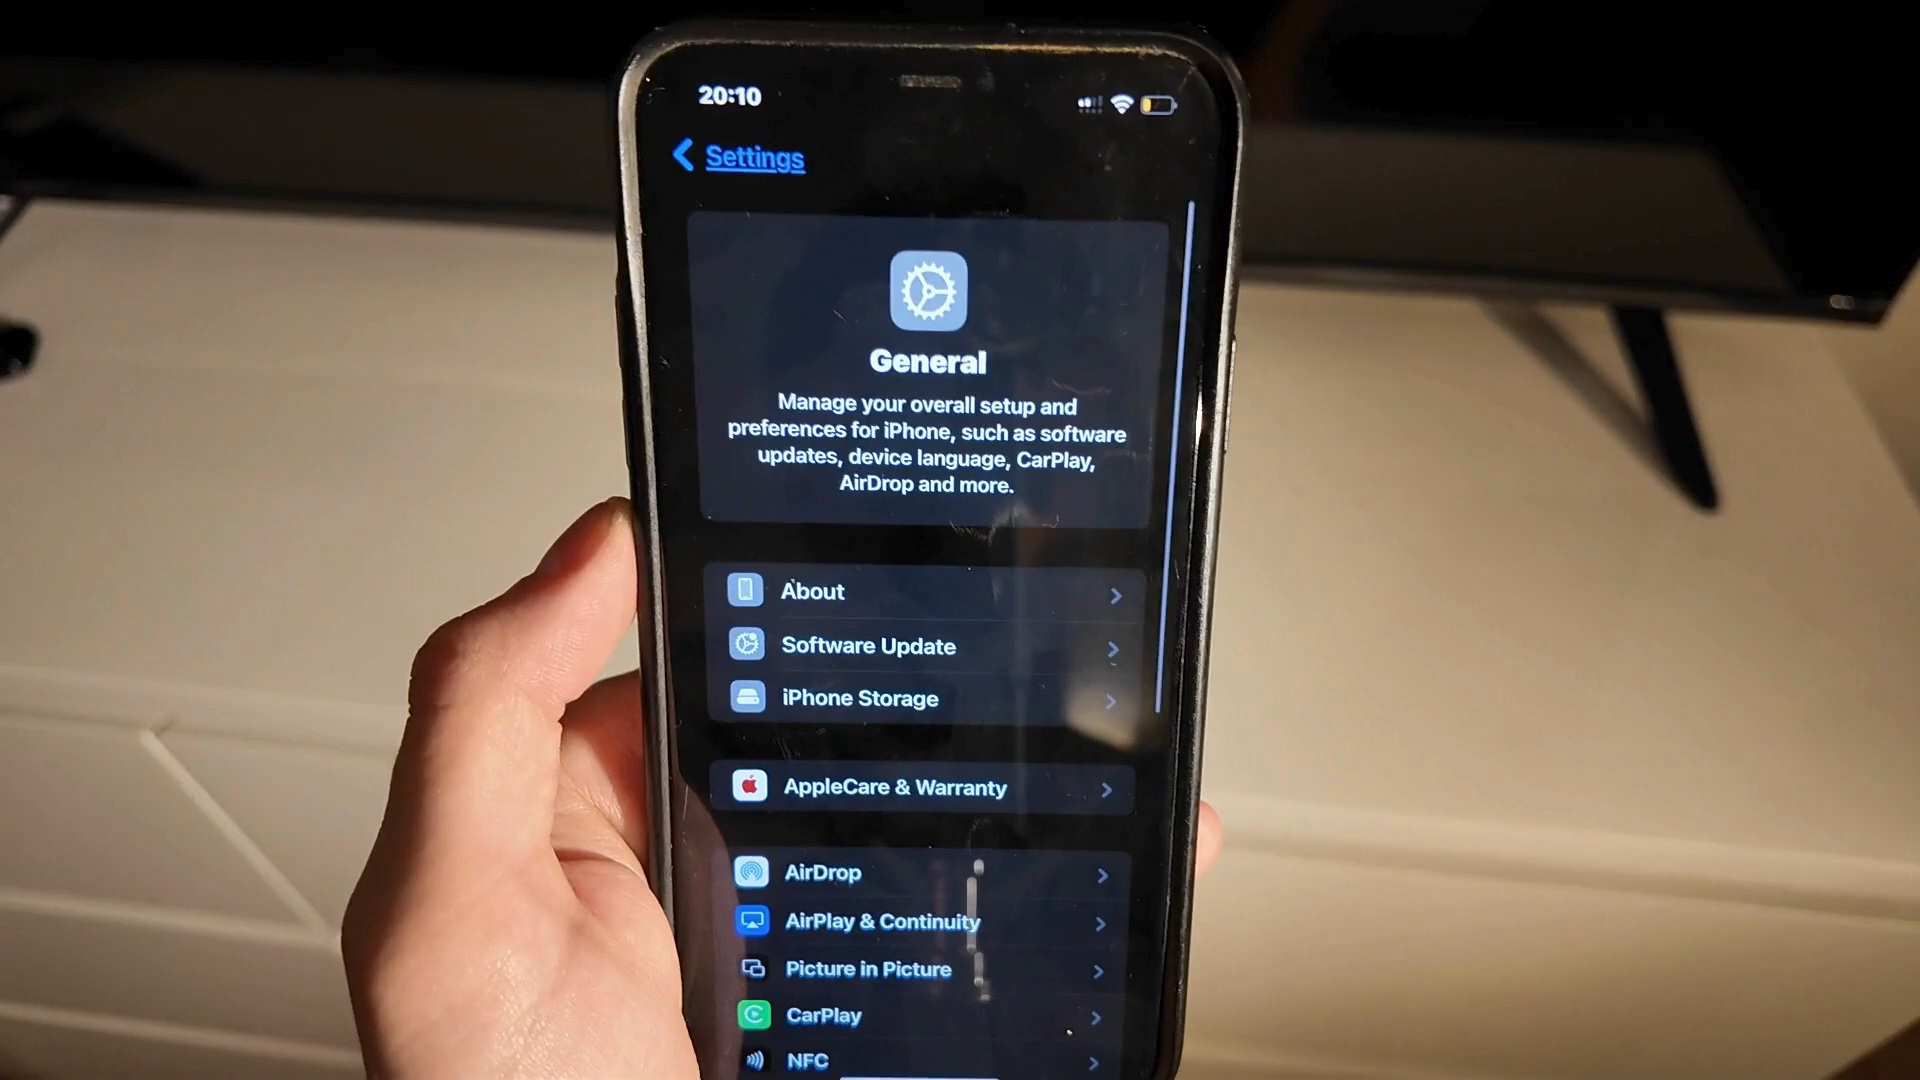 20:10
Settings
General
Manage your overall setup and
preferences for iPhone, such as software
updates, device language, CarPlay,
AirDrop and more.
About
Software Update
iPhone Storage
AppleCare & Warranty
AirDrop
AirPlay & Continuity
Picture in Picture
CarPlay
NFC